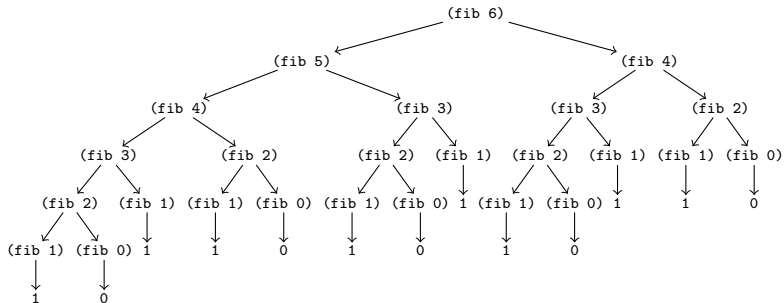 (fib 6)
(fib 5) (fib 4)
(fib 4) (fib 3) (fib 3) (fib 2)
(fib 3) (fib 2) (fib 2) (fib 1) (fib 2) (fib 1) (fib 1) (fib 0)
(fib 2) (fib 1) (fib 1) (fib 0) (fib 1) (fib 0) 1 (fib 1) (fib 0) 1 1 0
(fib 1) (fib 0) 1 1 0 1 0 1 0
1 0